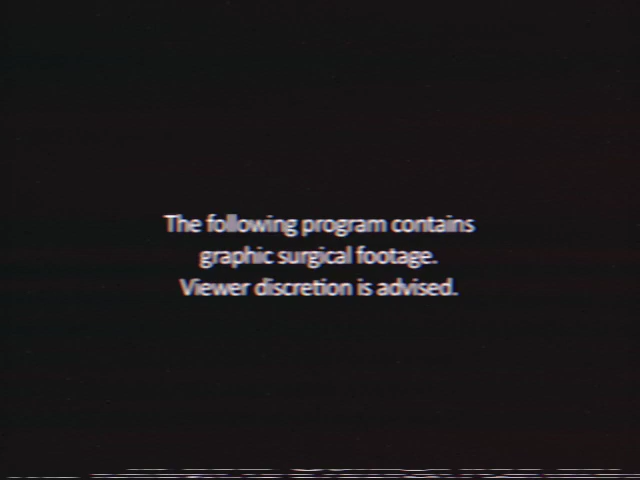 The following program contains
graphic surgical footage.
Viewer discretion is advised.